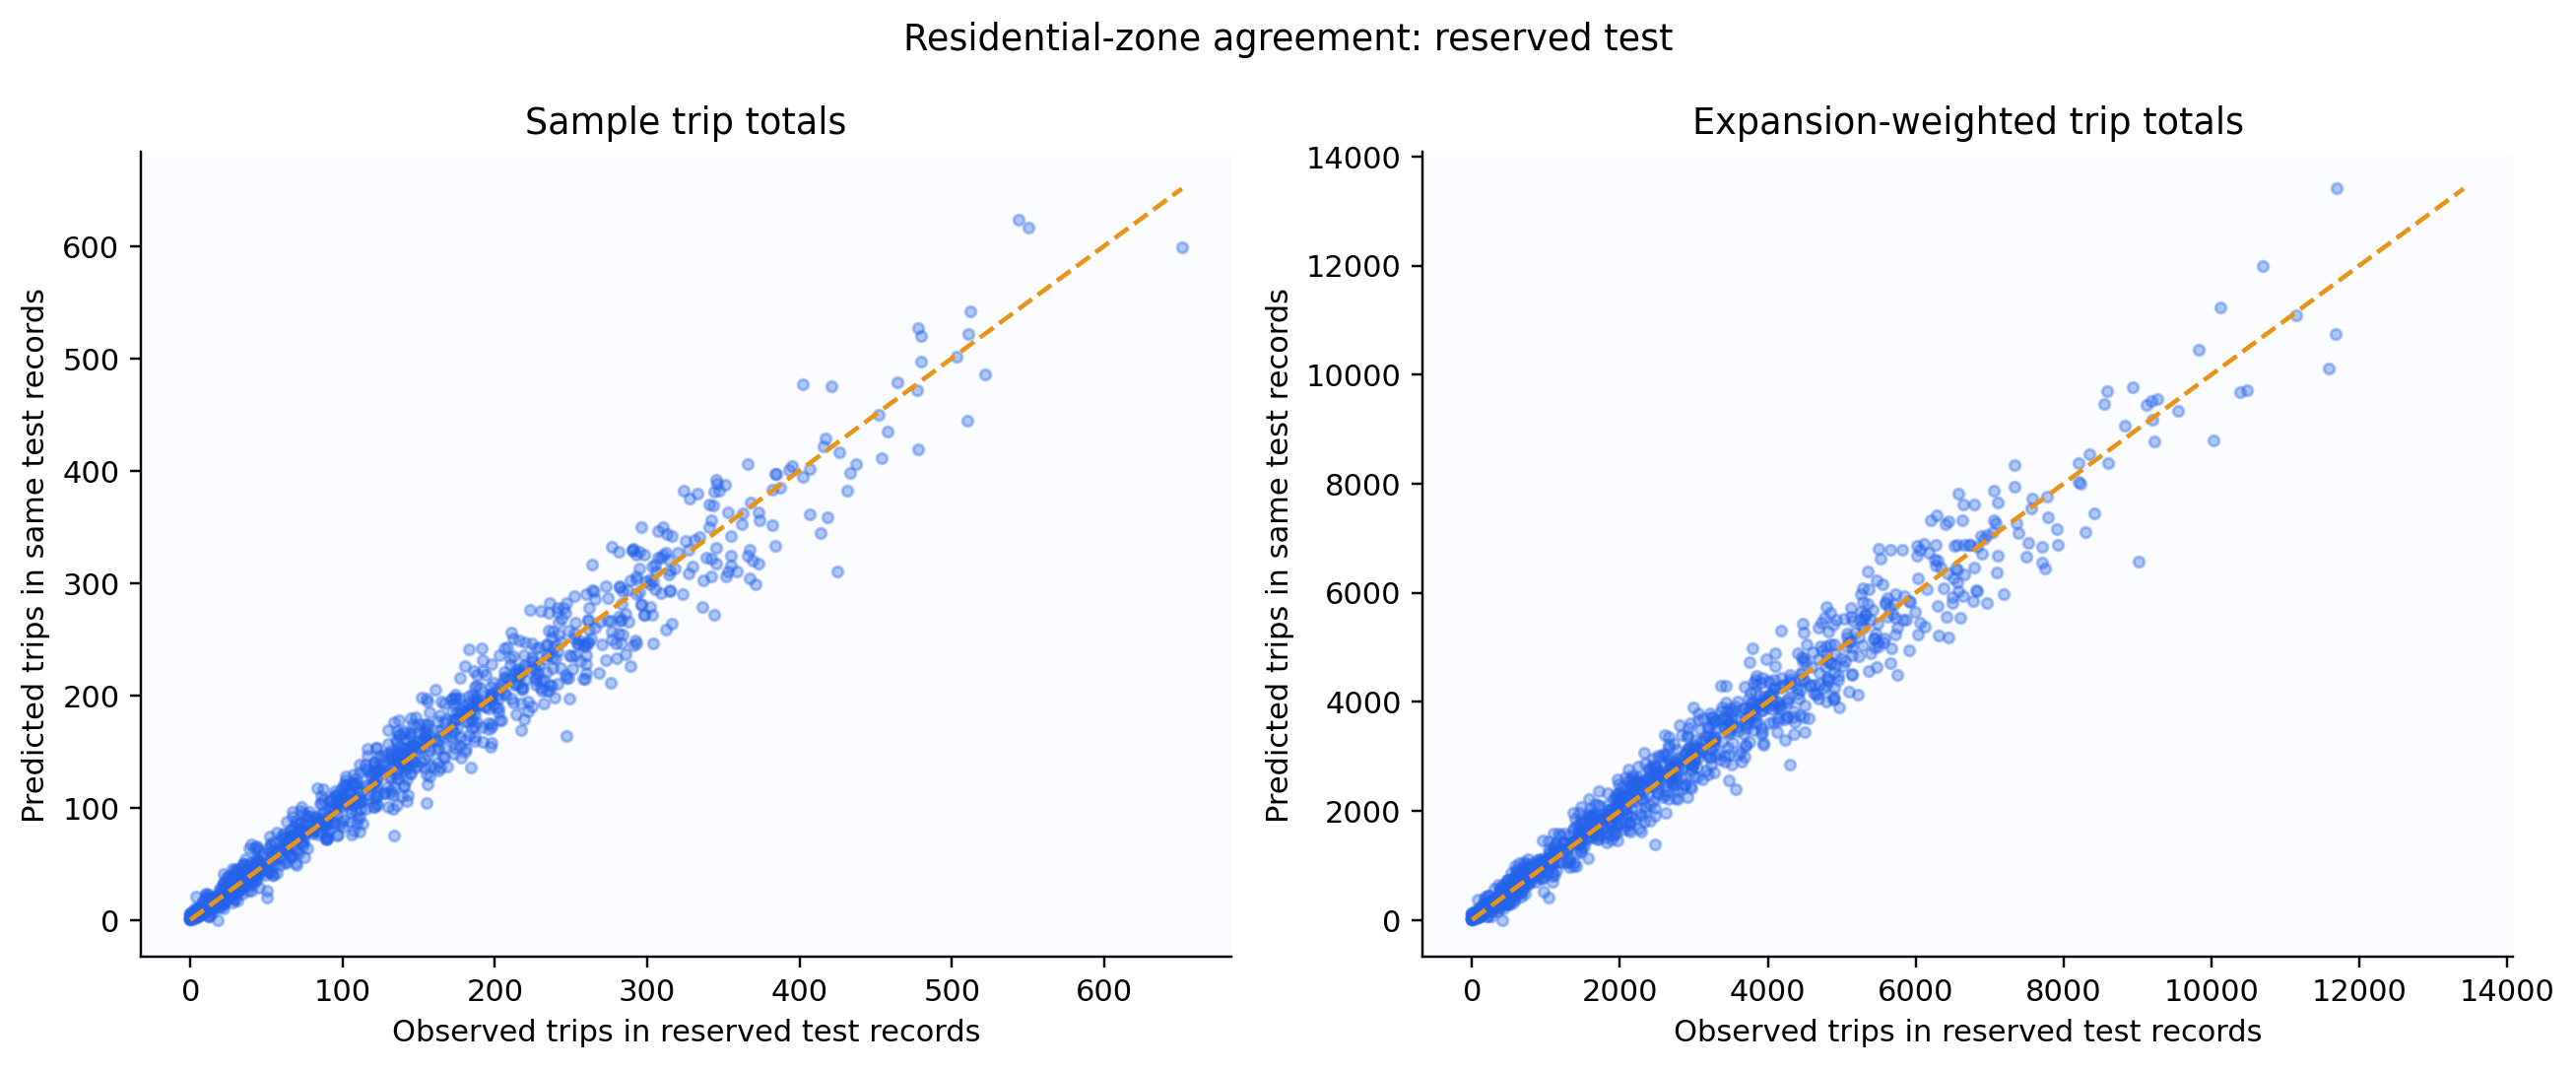 Residential-zone agreement: reserved test
Sample trip totals
Predicted trips in same test records
600
500
400
300
200
100
0
0 100 200 300 400 500 600
Observed trips in reserved test records
Expansion-weighted trip totals
Predicted trips in same test records
14000
12000
10000
8000
6000
4000
2000
0
0 2000 4000 6000 8000 10000 12000 14000
Observed trips in reserved test records